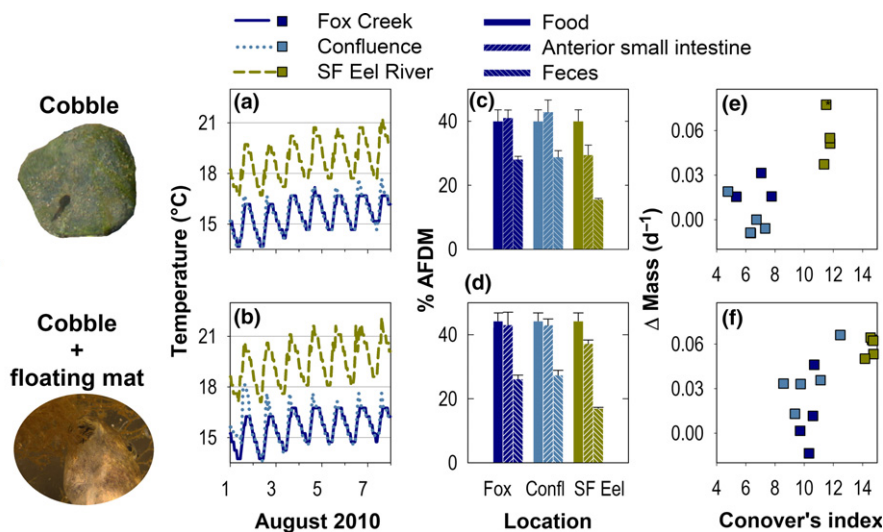 Fox Creek
Confluence
SF Eel River
Food
Anterior small intestine
Feces
Cobble
Cobble
+
floating mat
(a)
21
18
15
Temperature (°C)
(b)
21
18
15
1 3 5 7
August 2010
(c)
40
20
0
% AFDM
(d)
40
20
0
Fox Confl SF Eel
Location
(e)
0.06
0.03
0.00
4 6 8 10 12 14
Δ Mass (d⁻¹)
(f)
0.06
0.03
0.00
4 6 8 10 12 14
Conover's index